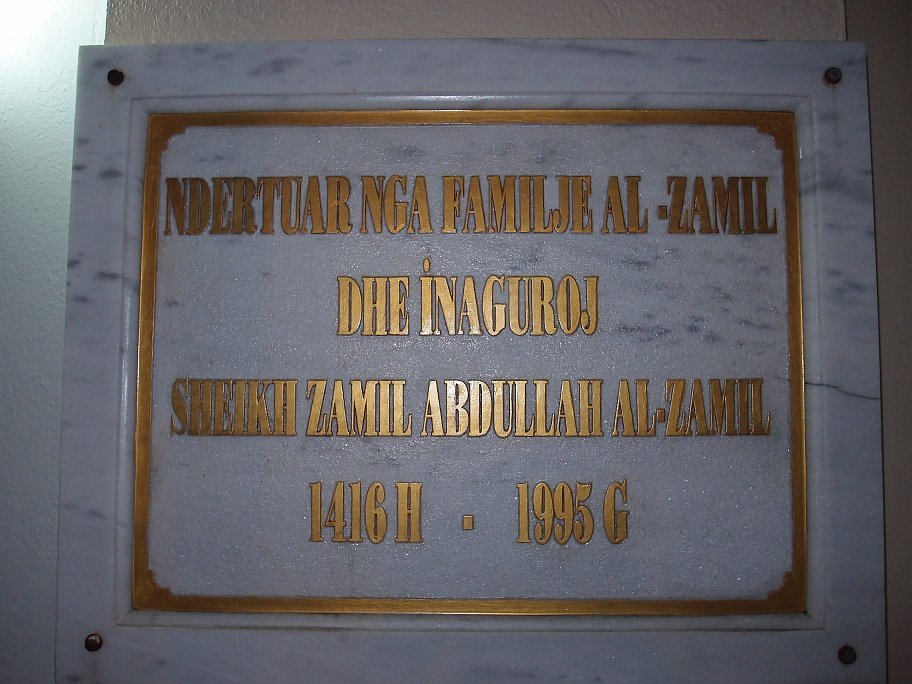 NDERTUAR NGA FAMILJE AL-ZAMIL
DHE İNAGUROJ
SHEIKH ZAMIL ABDULLAH AL-ZAMIL
1416 H - 1995 G